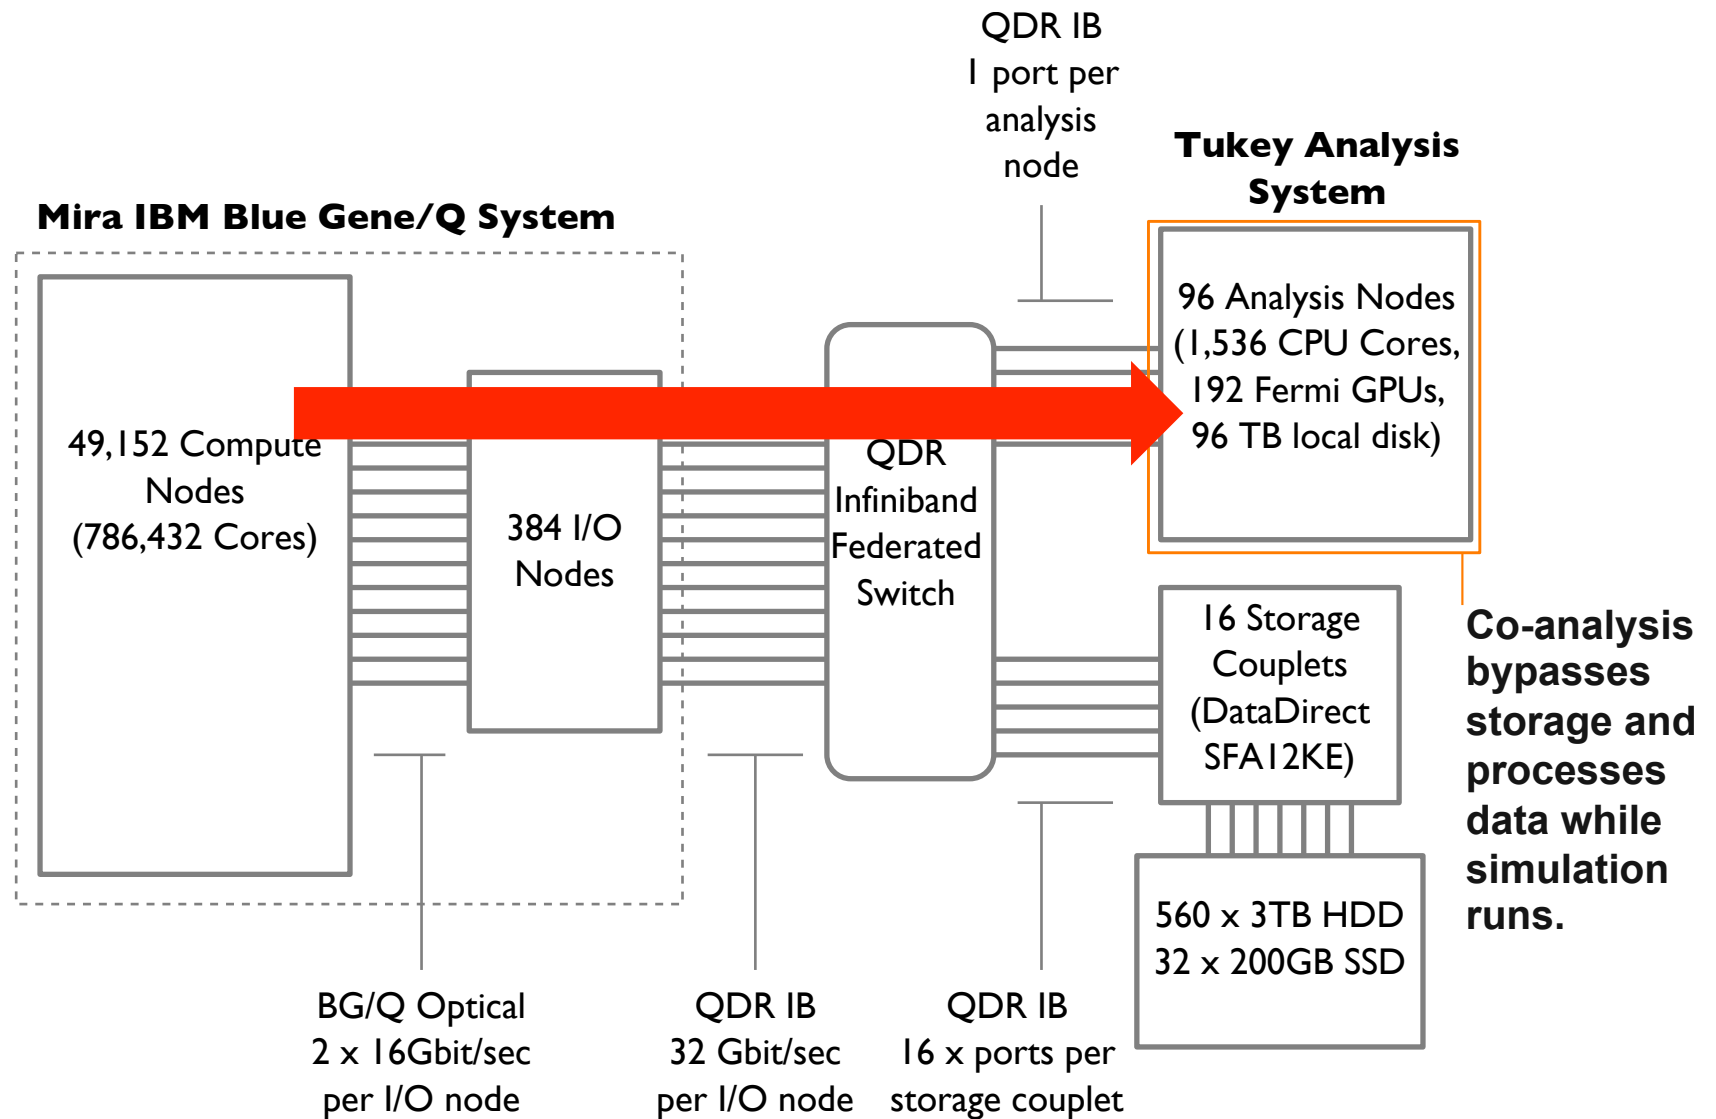 QDR IB
1 port per
analysis
node
Tukey Analysis
System
Mira IBM Blue Gene/Q System
96 Analysis Nodes
(1,536 CPU Cores,
192 Fermi GPUs,
96 TB local disk)
49,152 Compute
Nodes
(786,432 Cores)
384 I/O
Nodes
QDR
Infiniband
Federated
Switch
16 Storage
Couplets
(DataDirect
SFA12KE)
Co-analysis
bypasses
storage and
processes
data while
simulation
runs.
560 x 3TB HDD
32 x 200GB SSD
BG/Q Optical
2 x 16Gbit/sec
per I/O node
QDR IB
32 Gbit/sec
per I/O node
QDR IB
16 x ports per
storage couplet